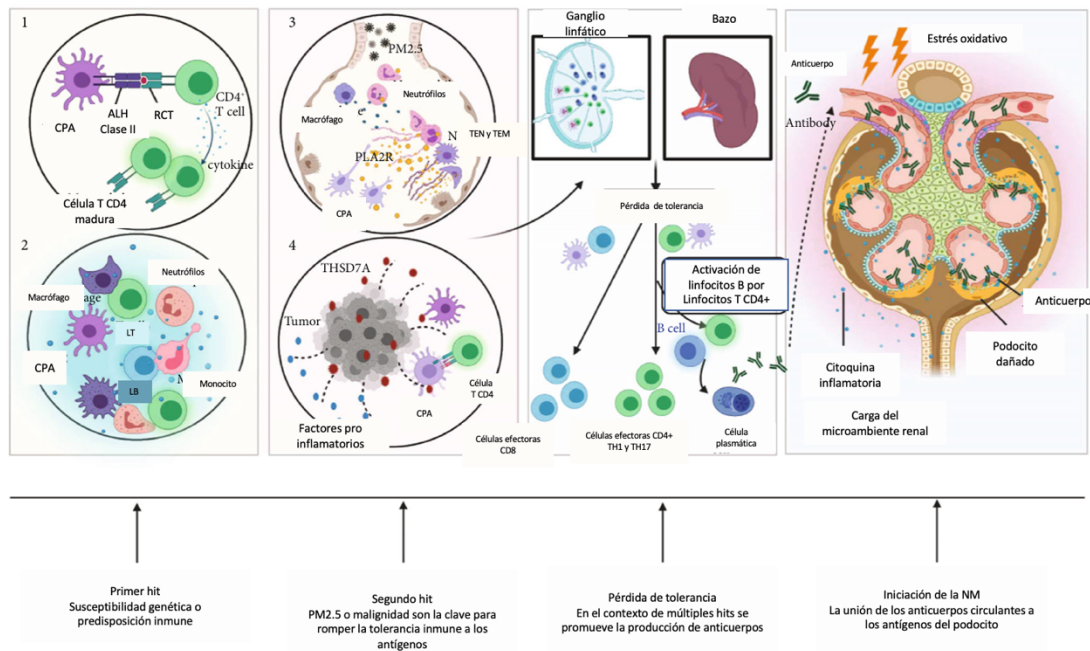 1
CPA
ALH
Clase II
RCT
CD4+
T cell
cytokine
Célula T CD4
madura
2
Macrófago
age
Neutrófilos
LT
CPA
LB
M
Monocito
3
PM2.5
Neutrófilos
Macrófago
e
N
TEN y TEM
PLA2R
CPA
4
THSD7A
Tumor
Célula
T CD4
CPA
Factores pro
inflamatorios
Ganglio
linfático
Bazo
Pérdida de tolerancia
Activación de
linfocitos B por
Linfocitos T CD4+
B cell
Células efectoras
CD8
Células efectoras CD4+
TH1 y TH17
Célula
plasmática
Estrés oxidativo
Anticuerpo
Antibody
Anticuerpo
Podocito
dañado
Citoquina
inflamatoria
Carga del
microambiente renal
Primer hit
Susceptibilidad genética o
predisposición inmune
Segundo hit
PM2.5 o malignidad son la clave para
romper la tolerancia inmune a los
antígenos
Pérdida de tolerancia
En el contexto de múltiples hits se
promueve la producción de anticuerpos
Iniciación de la NM
La unión de los anticuerpos circulantes a
los antígenos del podocito